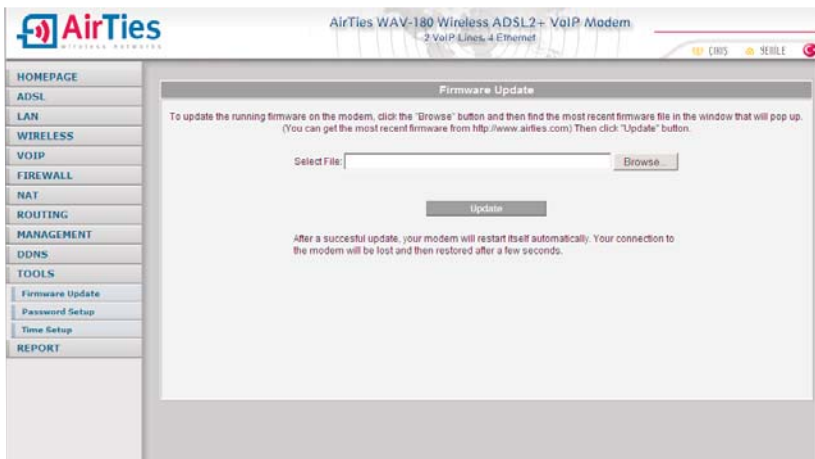 AirTies
wireless networks
AirTies WAV-180 Wireless ADSL2+ VoIP Modem
2 VoIP Lines, 4 Ethernet
ÇIKIŞ
YENİLE
HOMEPAGE
ADSL
LAN
WIRELESS
VOIP
FIREWALL
NAT
ROUTING
MANAGEMENT
DDNS
TOOLS
Firmware Update
Password Setup
Time Setup
REPORT
Firmware Update
To update the running firmware on the modem, click the "Browse" button and then find the most recent firmware file in the window that will pop up.
(You can get the most recent firmware from http://www.airties.com) Then click "Update" button.
Select File:
Browse...
Update
After a succesful update, your modem will restart itself automatically. Your connection to
the modem will be lost and then restored after a few seconds.